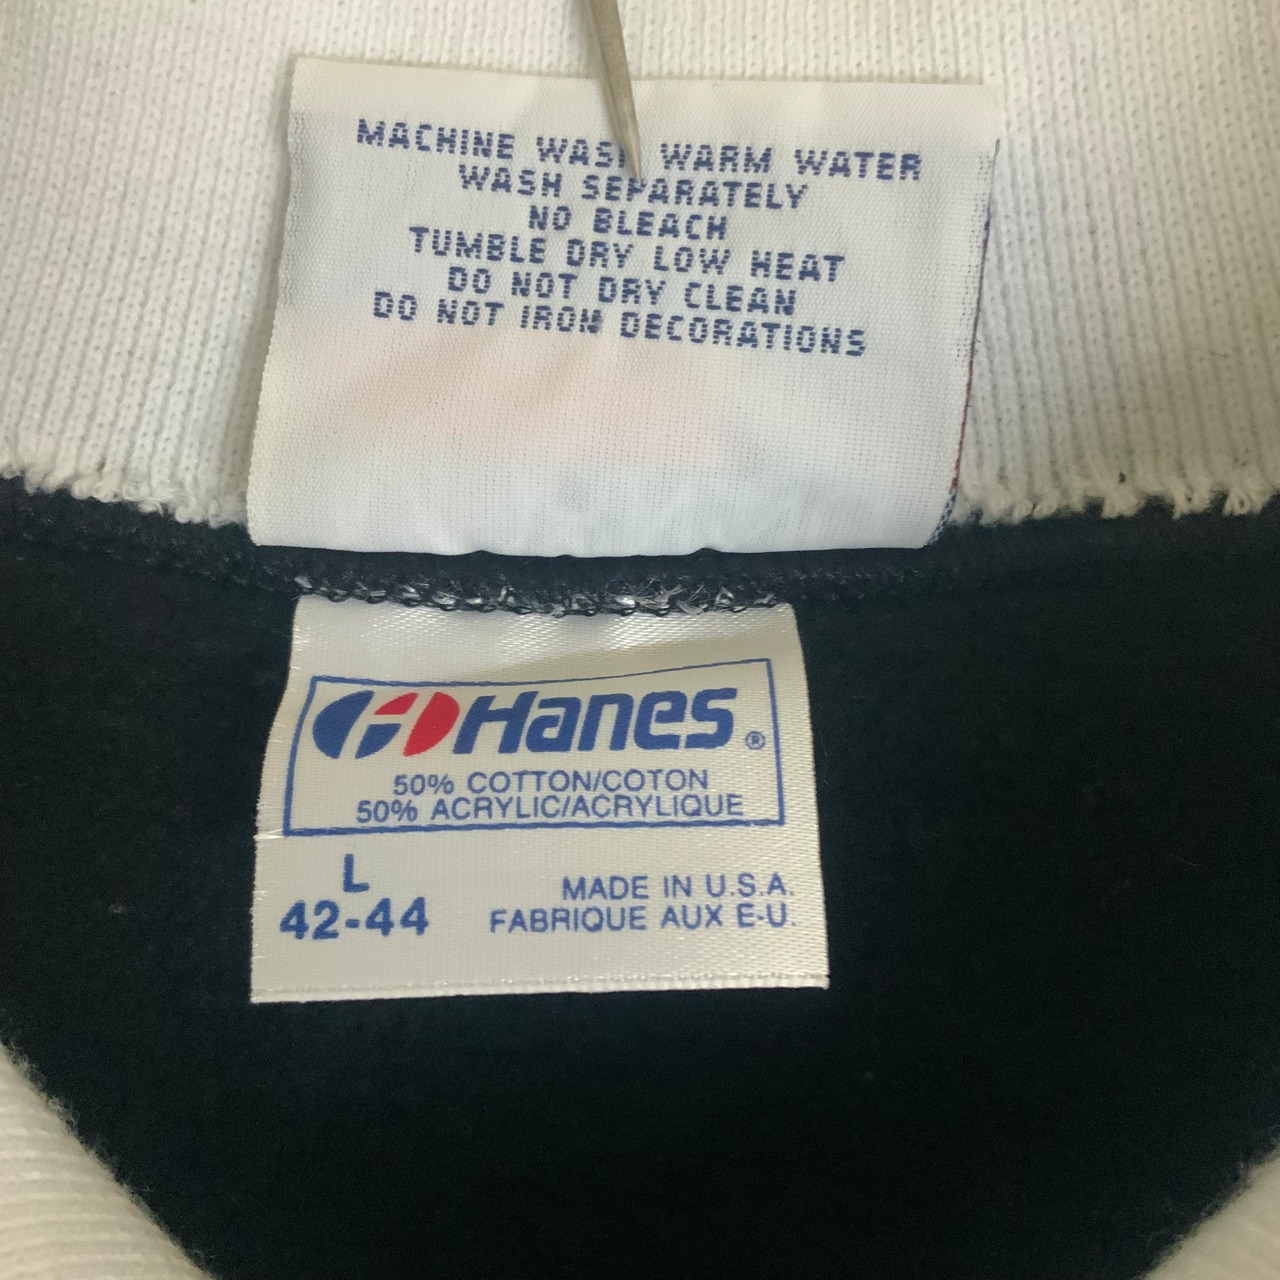 MACHINE WASH WARM WATER
WASH SEPARATELY
NO BLEACH
TUMBLE DRY LOW HEAT
DO NOT DRY CLEAN
DO NOT IRON DECORATIONS
Hanes ®
50% COTTON/COTON
50% ACRYLIC/ACRYLIQUE
L
42-44
MADE IN U.S.A.
FABRIQUE AUX E-U.